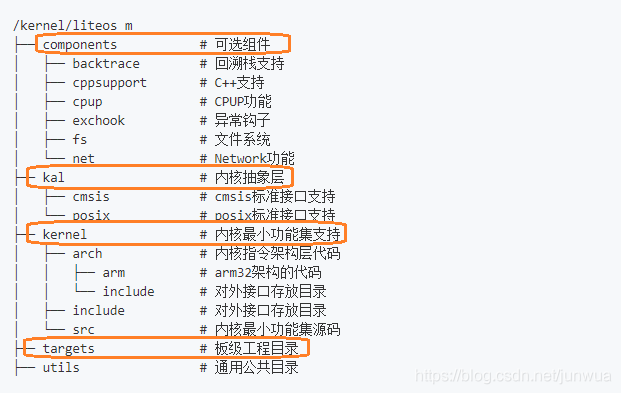 /kernel/liteos m
├── components # 可选组件
│ ├── backtrace # 回溯栈支持
│ ├── cppsupport # C++支持
│ ├── cpup # CPUP功能
│ ├── exchook # 异常钩子
│ ├── fs # 文件系统
│ └── net # Network功能
├── kal # 内核抽象层
│ ├── cmsis # cmsis标准接口支持
│ └── posix # posix标准接口支持
├── kernel # 内核最小功能集支持
│ ├── arch # 内核指令架构层代码
│ │ ├── arm # arm32架构的代码
│ │ └── include # 对外接口存放目录
│ ├── include # 对外接口存放目录
│ └── src # 内核最小功能集源码
├── targets # 板级工程目录
├── utils # 通用公共目录
https://blog.csdn.net/junwua